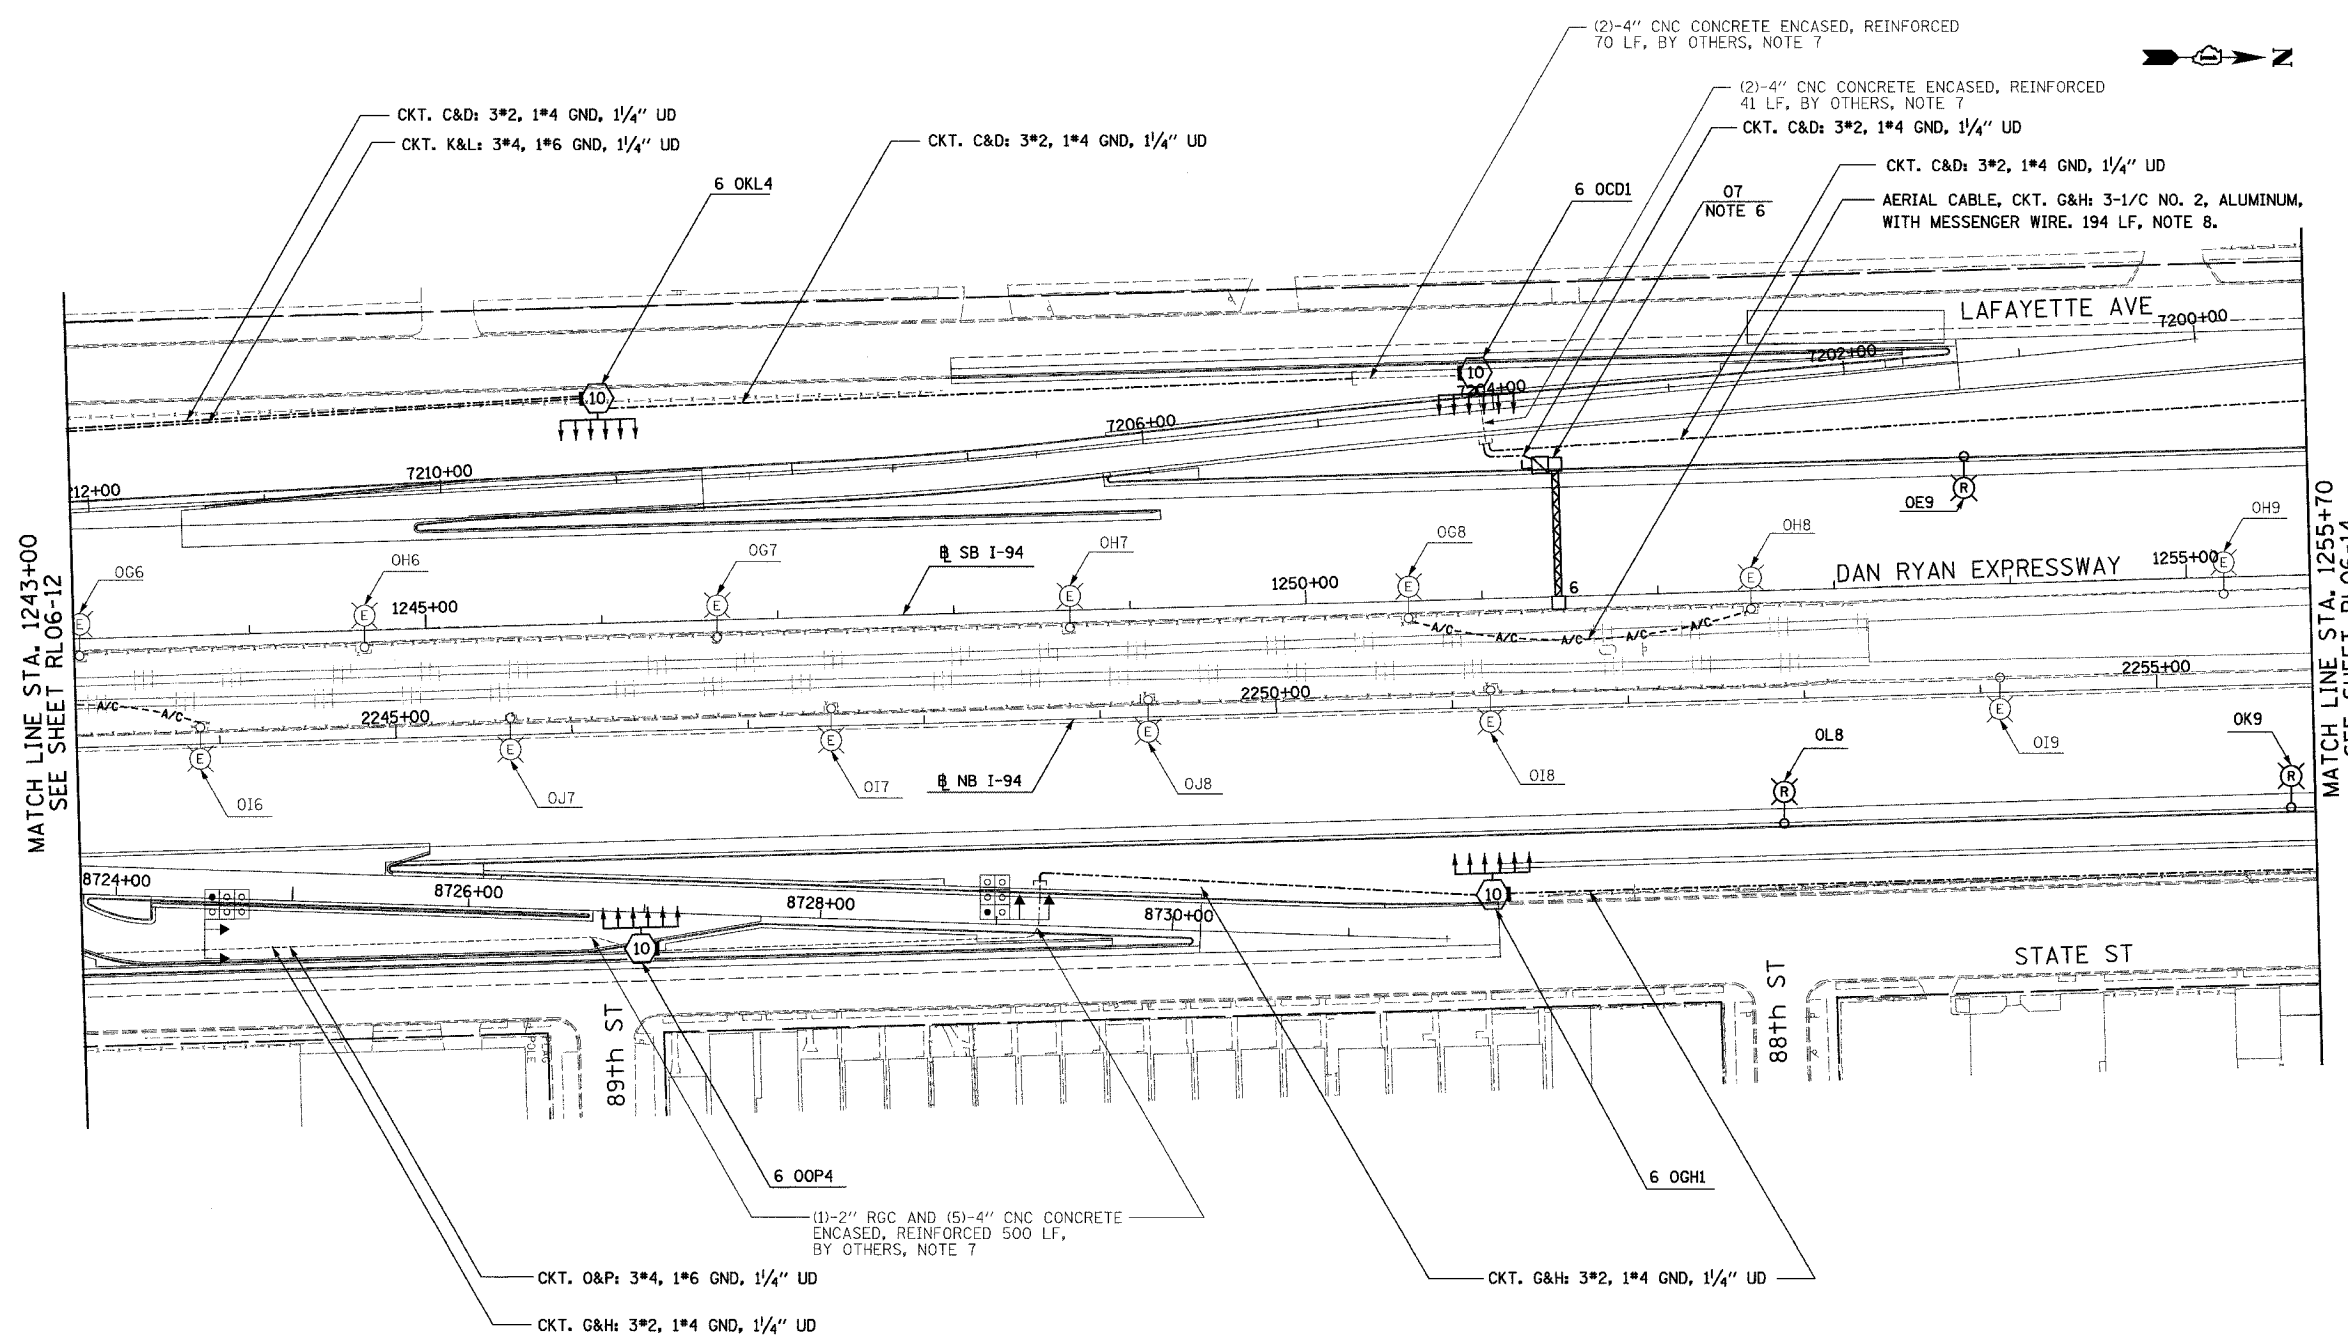 (2)-4" CNC CONCRETE ENCASED, REINFORCED
70 LF, BY OTHERS, NOTE 7
N
(2)-4" CNC CONCRETE ENCASED, REINFORCED
41 LF, BY OTHERS, NOTE 7
CKT. C&D: 3#2, 1#4 GND, 1¼" UD
CKT. K&L: 3#4, 1#6 GND, 1¼" UD
CKT. C&D: 3#2, 1#4 GND, 1¼" UD
CKT. C&D: 3#2, 1#4 GND, 1¼" UD
CKT. C&D: 3#2, 1#4 GND, 1¼" UD
6 OKL4
6 OCD1
O7
NOTE 6
AERIAL CABLE, CKT. G&H: 3-1/C NO. 2, ALUMINUM,
WITH MESSENGER WIRE. 194 LF, NOTE 8.
LAFAYETTE AVE
7200+00
7202+00
10
7204+00
10
7206+00
7210+00
12+00
OE9
R
MATCH LINE STA. 1243+00
SEE SHEET RL06-12
OG6
E
OH6
E
OG7
E
℄ SB I-94
OH7
E
OG8
E
OH8
E
OH9
E
1245+00
1250+00
6
DAN RYAN EXPRESSWAY
1255+00
MATCH LINE STA. 1255+70
SEE SHEET RL06-14
A/C A/C A/C A/C A/C
A/C A/C
2245+00
2250+00
2255+00
E
OI6
E
OJ7
E
OI7
℄ NB I-94
E
OJ8
E
OI8
E
OI9
OL8
R
OK9
R
8724+00
8726+00
8728+00
8730+00
10
10
STATE ST
89th ST
88th ST
FLAG
POLE
6 OOP4
6 OGH1
(1)-2" RGC AND (5)-4" CNC CONCRETE
ENCASED, REINFORCED 500 LF,
BY OTHERS, NOTE 7
CKT. O&P: 3#4, 1#6 GND, 1¼" UD
CKT. G&H: 3#2, 1#4 GND, 1¼" UD
CKT. G&H: 3#2, 1#4 GND, 1¼" UD